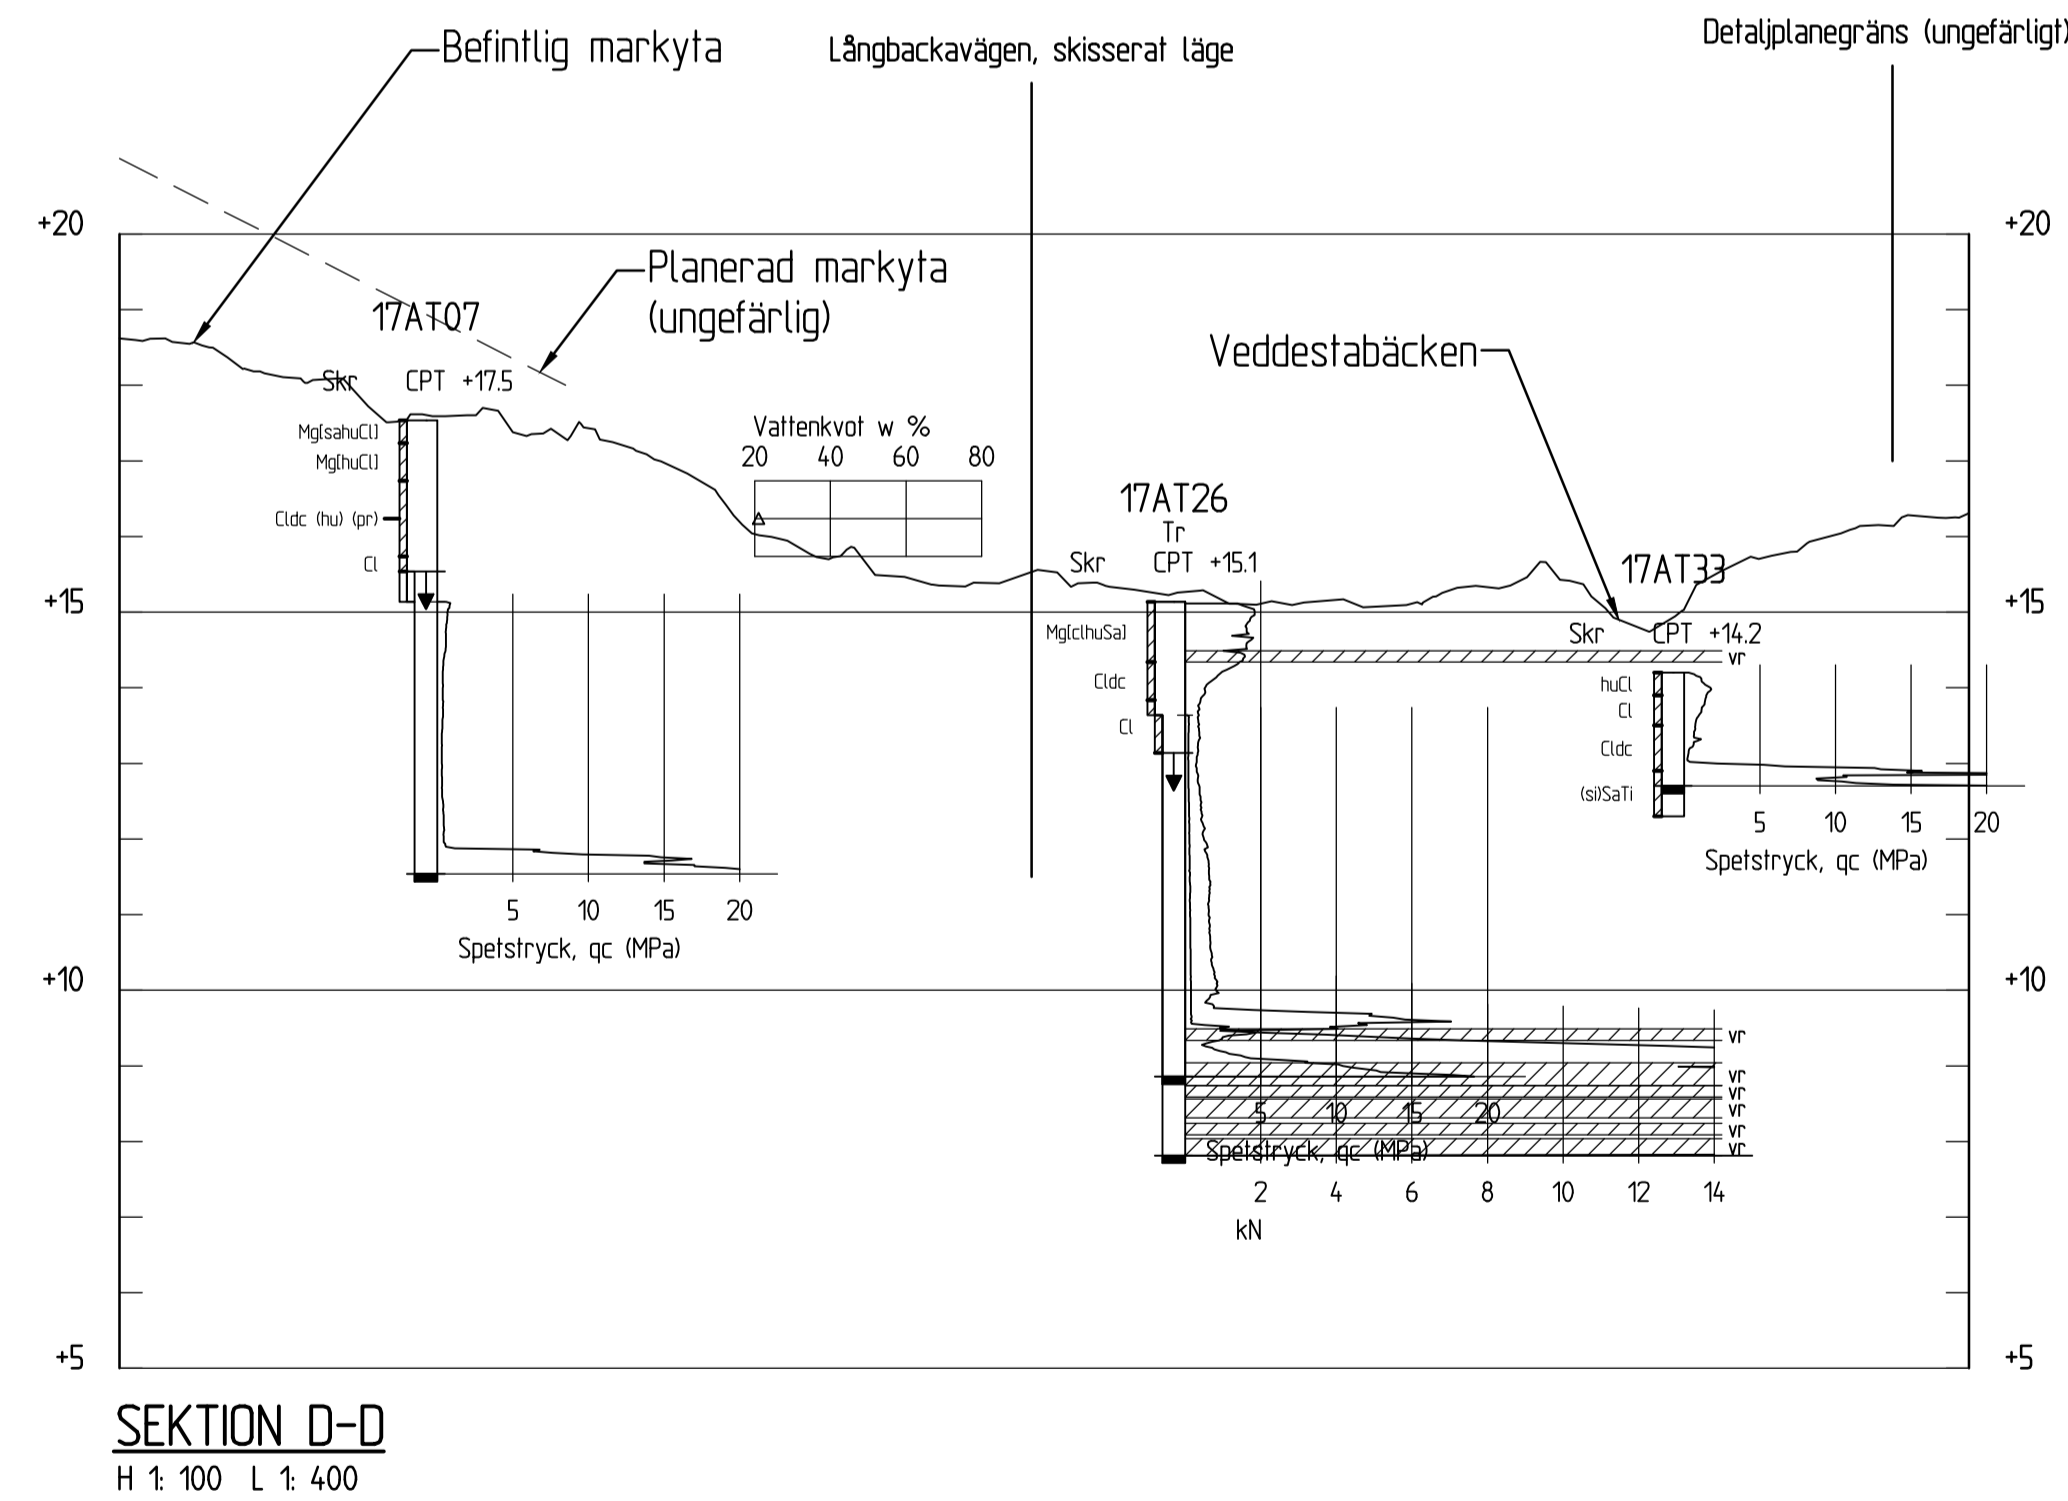 Befintlig markyta
Långbackavägen, skisserat läge
Detaljplanegräns (ungefärligt)
+20
+20
Planerad markyta
(ungefärlig)
17AT07
Skr CPT +17.5
Mg[sahuCl]
Mg[huCl]
Cldc (hu) (pr)
Cl
Vattenkvot w %
20 40 60 80
Veddestabäcken
17AT26
Tr
Skr CPT +15.1
Mg[clhuSa]
Cldc
Cl
17AT33
Skr CPT +14.2
vr
huCl
Cl
Cldc
(si)SaTi
5 10 15 20
Spetstryck, qc (MPa)
+15
+15
5 10 15 20
Spetstryck, qc (MPa)
+10
+10
vr
vr
vr
vr
vr
vr
5 10 15 20
Spetstryck, qc (MPa)
2 4 6 8 10 12 14
kN
+5
+5
SEKTION D-D
H 1: 100 L 1: 400